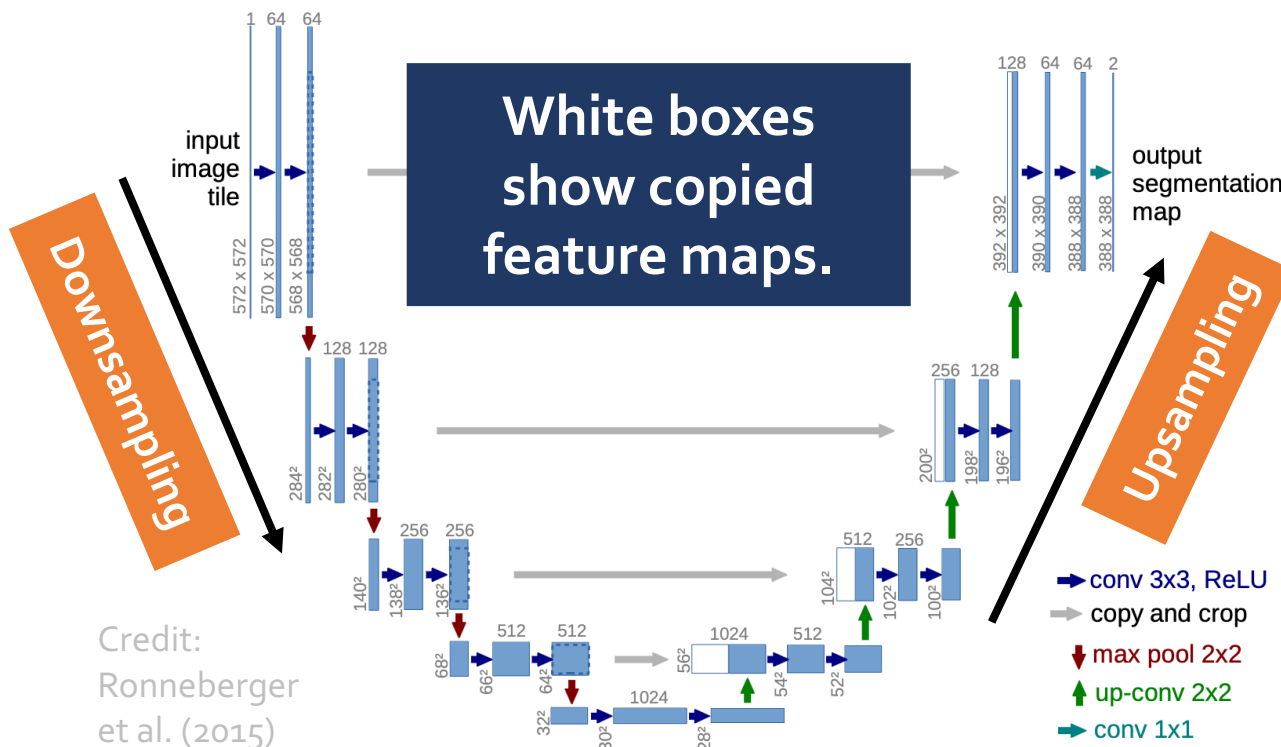 1 64 64
input
image
tile
572 x 572
570 x 570
568 x 568
White boxes
show copied
feature maps.
128 64 64 2
output
segmentation
map
392 x 392
390 x 390
388 x 388
388 x 388
Downsampling
Upsampling
128 128
284²
282²
280²
256 128
200²
198²
196²
256 256
140²
138²
136²
512 256
104²
102²
100²
512 512
68²
66²
64²
1024 512
56²
54²
52²
1024
32²
30²
28²
conv 3x3, ReLU
copy and crop
max pool 2x2
up-conv 2x2
conv 1x1
Credit:
Ronneberger
et al. (2015)